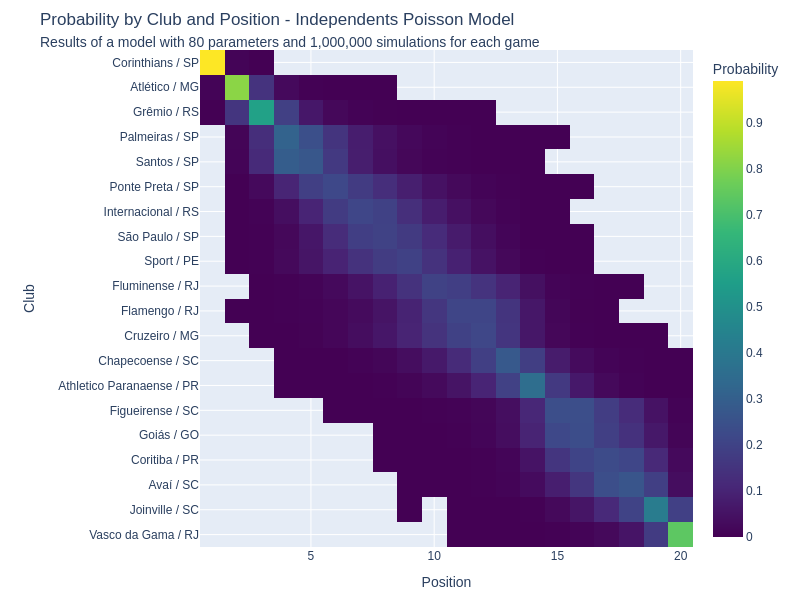 Probability by Club and Position - Independents Poisson Model
Results of a model with 80 parameters and 1,000,000 simulations for each game
Probability
Club
Corinthians / SP
Atlético / MG
Grêmio / RS
Palmeiras / SP
Santos / SP
Ponte Preta / SP
Internacional / RS
São Paulo / SP
Sport / PE
Fluminense / RJ
Flamengo / RJ
Cruzeiro / MG
Chapecoense / SC
Athletico Paranaense / PR
Figueirense / SC
Goiás / GO
Coritiba / PR
Avaí / SC
Joinville / SC
Vasco da Gama / RJ
0.9
0.8
0.7
0.6
0.5
0.4
0.3
0.2
0.1
0
5 10 15 20
Position